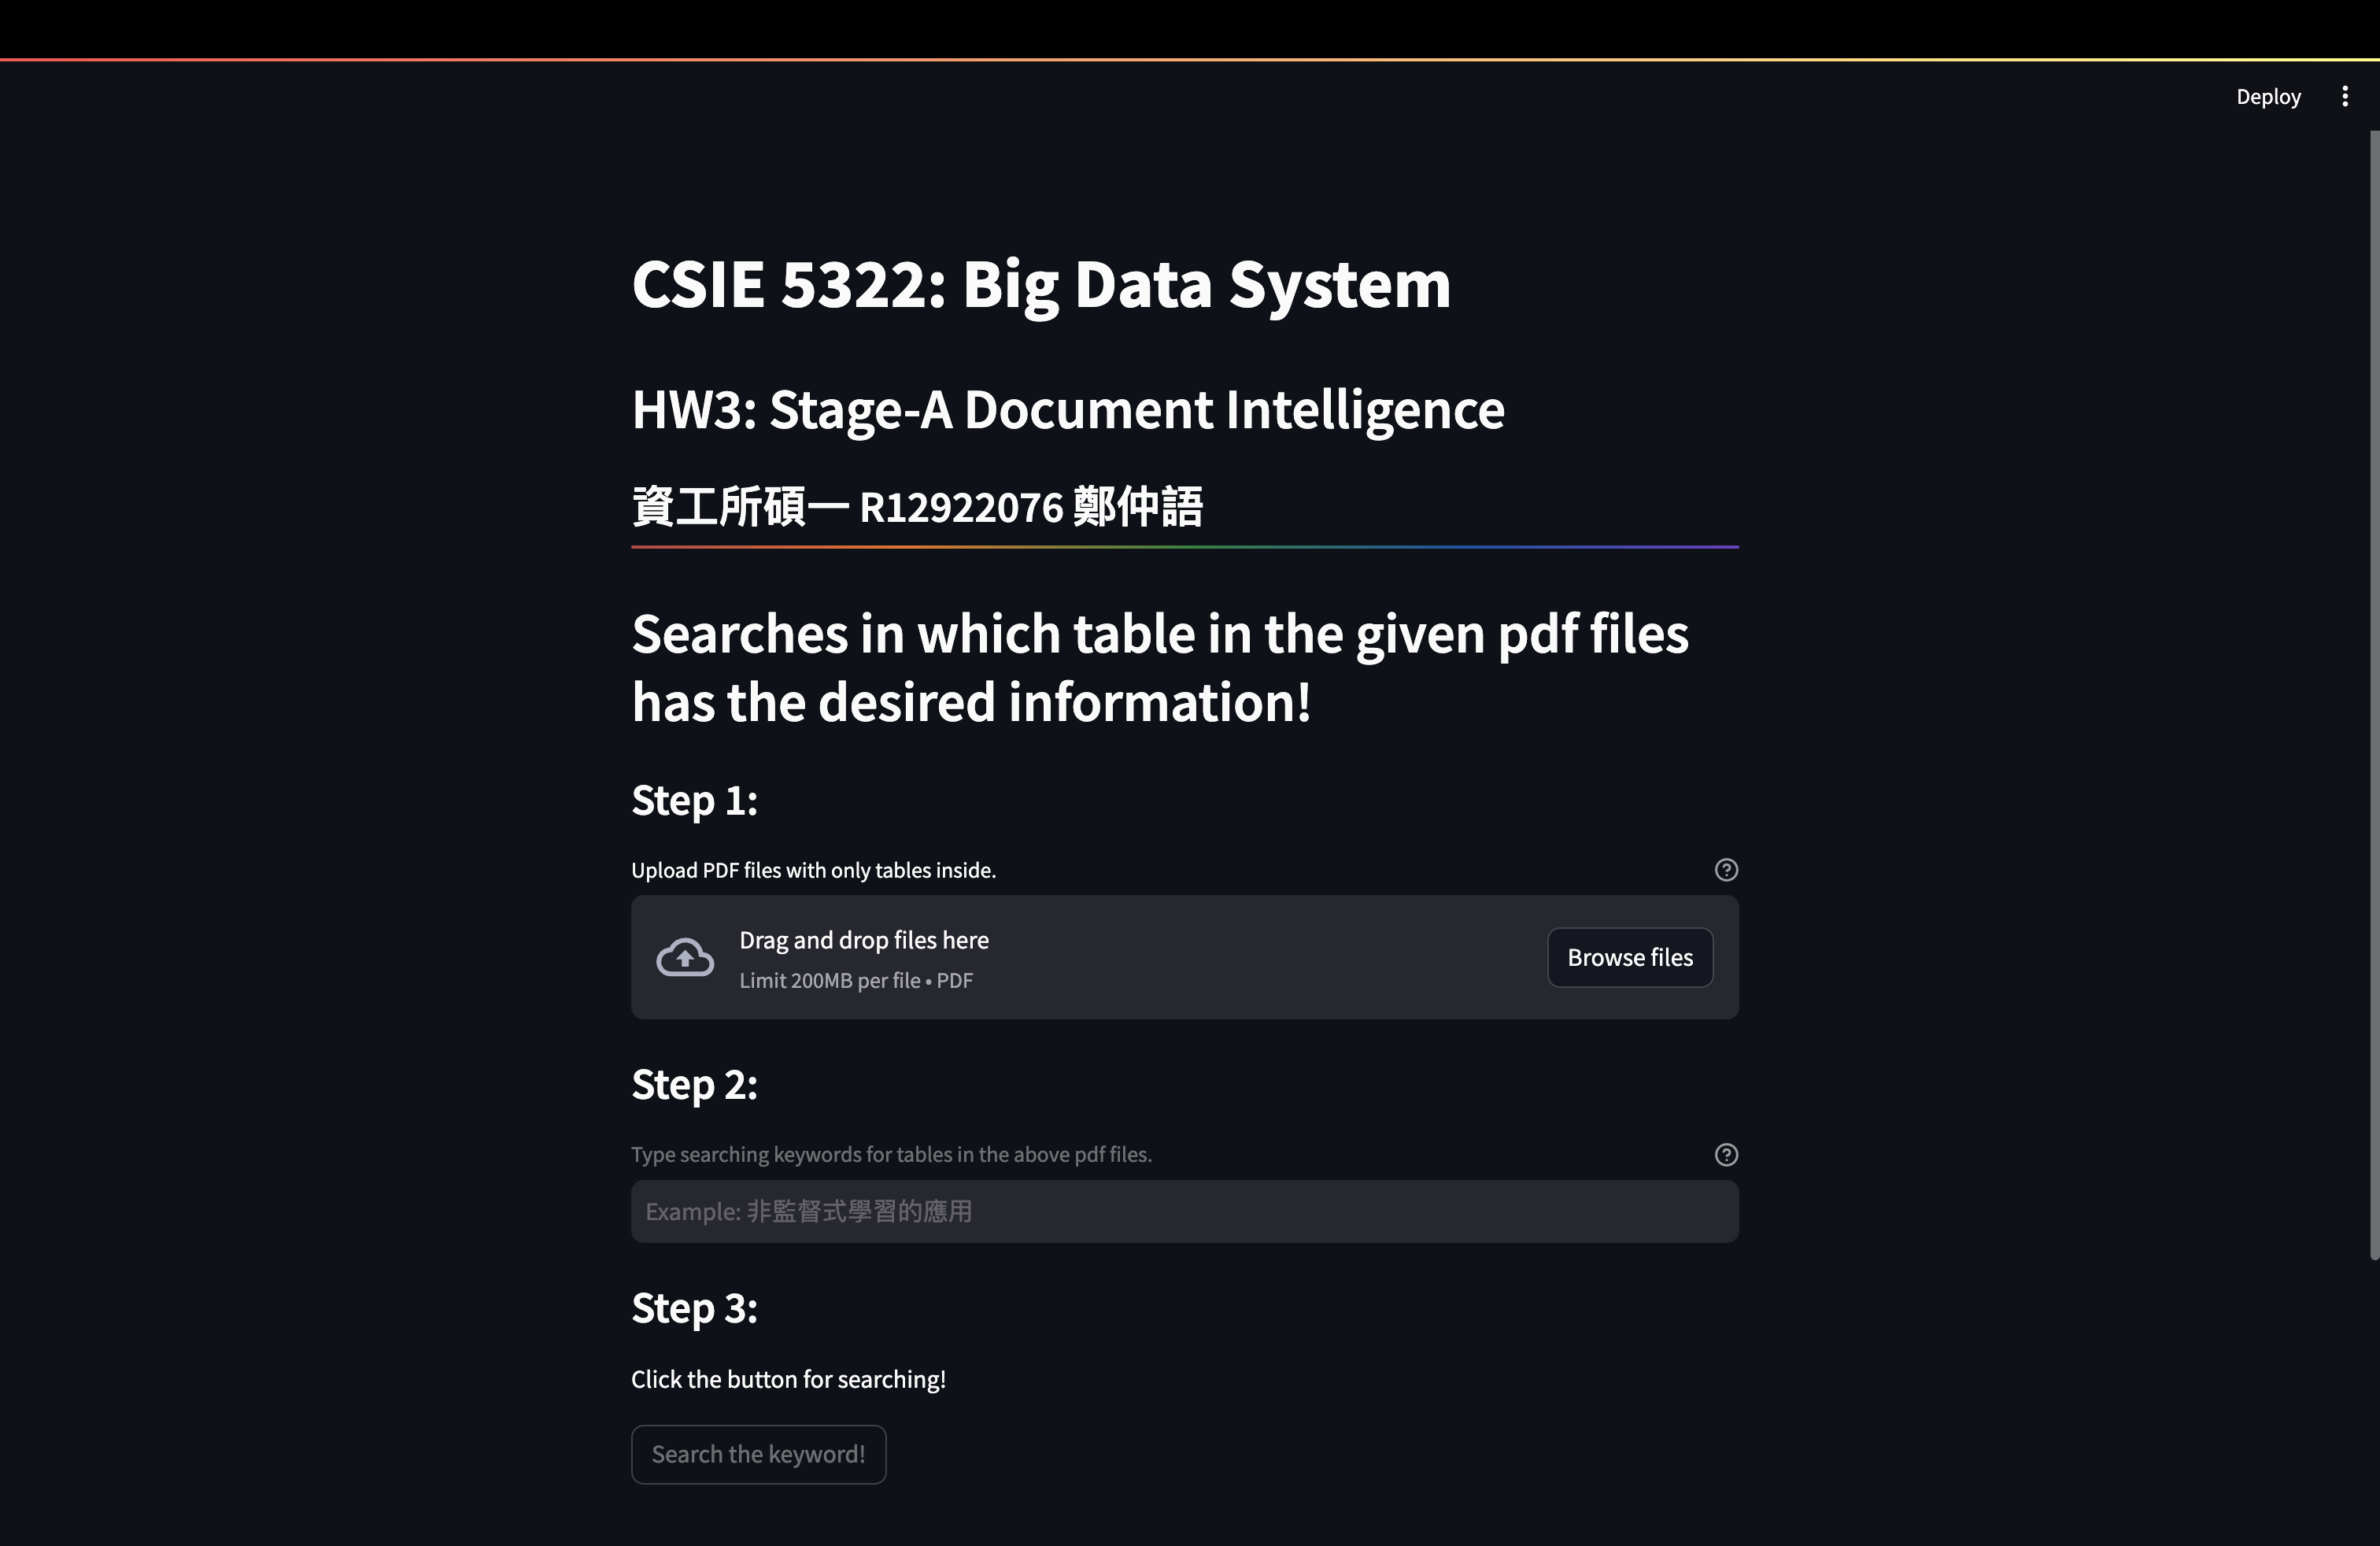 Deploy
CSIE 5322: Big Data System
HW3: Stage-A Document Intelligence
資工所碩一 R12922076 鄭仲語
Searches in which table in the given pdf files
has the desired information!
Step 1:
Upload PDF files with only tables inside.
Drag and drop files here
Limit 200MB per file • PDF
Browse files
Step 2:
Type searching keywords for tables in the above pdf files.
Example: 非監督式學習的應用
Step 3:
Click the button for searching!
Search the keyword!